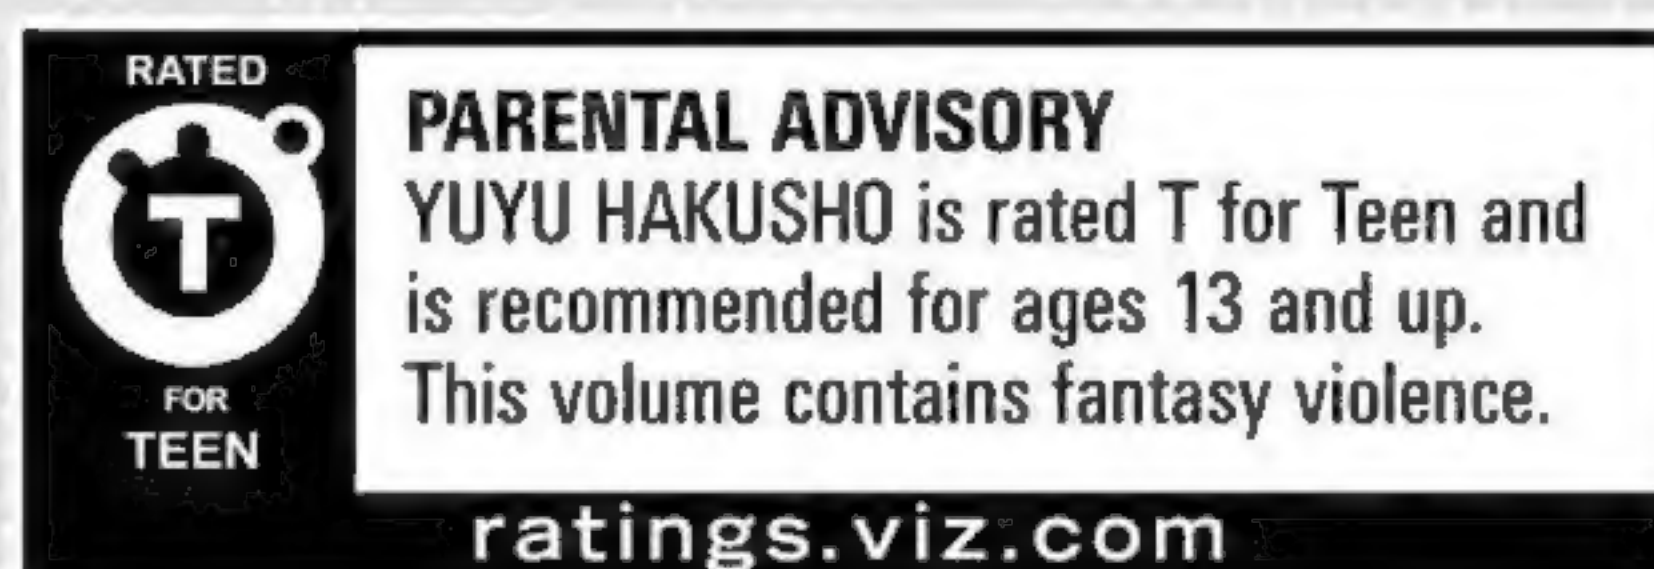 RATED
T
FOR
TEEN
PARENTAL ADVISORY
YUYU HAKUSHO is rated T for Teen and
is recommended for ages 13 and up.
This volume contains fantasy violence.
ratings.viz.com